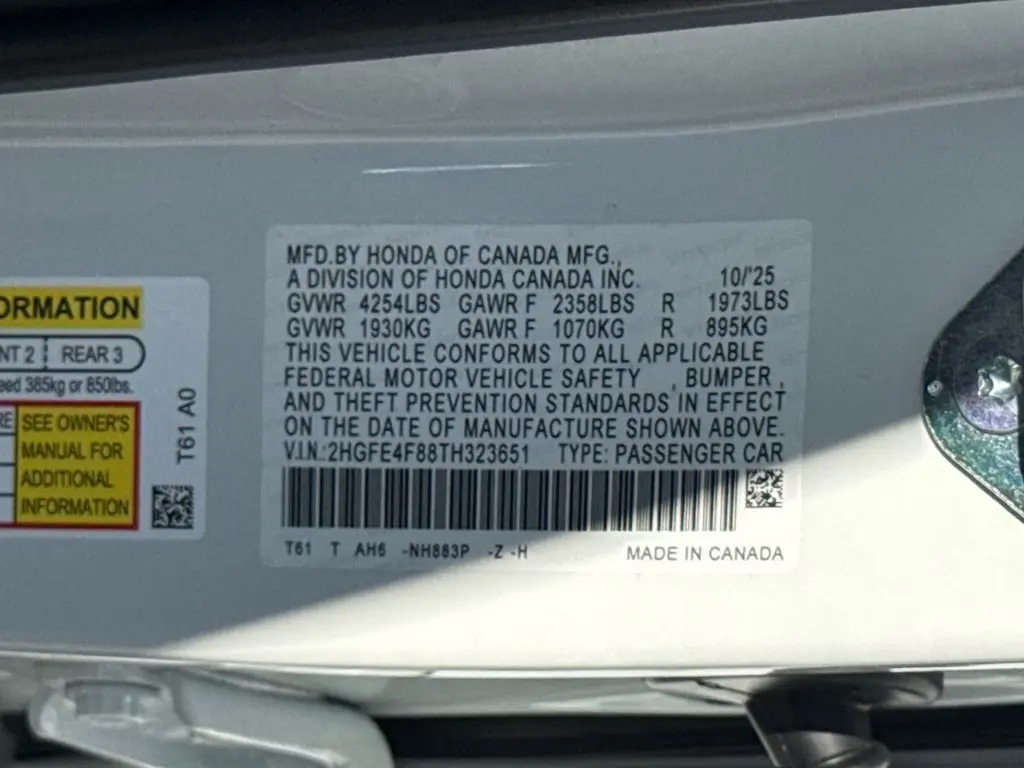 MFD.BY HONDA OF CANADA MFG.,
A DIVISION OF HONDA CANADA INC. 10/'25
GVWR 4254LBS GAWR F 2358LBS R 1973LBS
GVWR 1930KG GAWR F 1070KG R 895KG
THIS VEHICLE CONFORMS TO ALL APPLICABLE
FEDERAL MOTOR VEHICLE SAFETY , BUMPER ,
AND THEFT PREVENTION STANDARDS IN EFFECT
ON THE DATE OF MANUFACTURE SHOWN ABOVE.
V.I.N.:2HGFE4F88TH323651 TYPE: PASSENGER CAR
T61 T AH6 -NH883P -Z -H MADE IN CANADA
ORMATION
NT 2 REAR 3
eed 385kg or 850lbs.
RE
SEE OWNER'S
MANUAL FOR
ADDITIONAL
INFORMATION
T61 A0